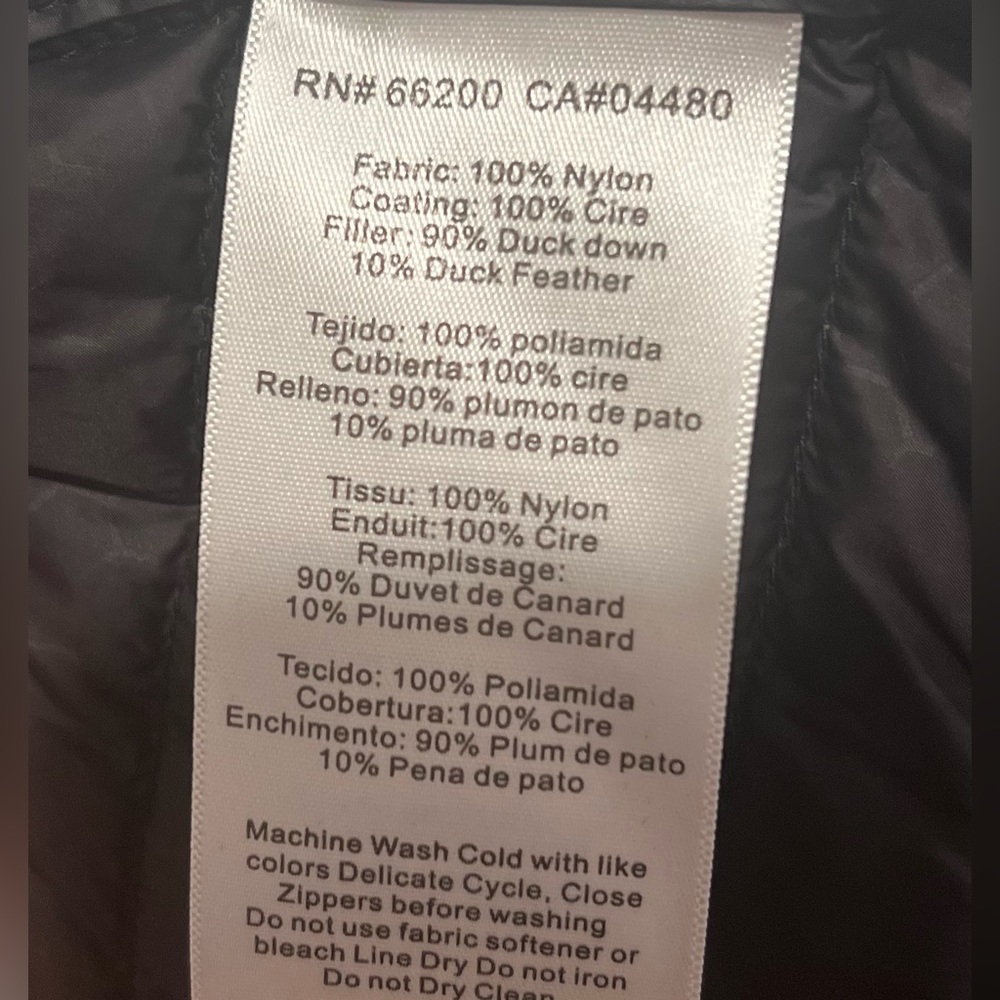 RN# 66200 CA#04480
Fabric: 100% Nylon
Coating: 100% Cire
Filler: 90% Duck down
10% Duck Feather
Tejido: 100% poliamida
Cubierta:100% cire
Relleno: 90% plumon de pato
10% pluma de pato
Tissu: 100% Nylon
Enduit:100% Cire
Remplissage:
90% Duvet de Canard
10% Plumes de Canard
Tecido: 100% Poliamida
Cobertura:100% Cire
Enchimento: 90% Plum de pato
10% Pena de pato
Machine Wash Cold with like
colors Delicate Cycle, Close
Zippers before washing
Do not use fabric softener or
bleach Line Dry Do not iron
Do not Dry Clean